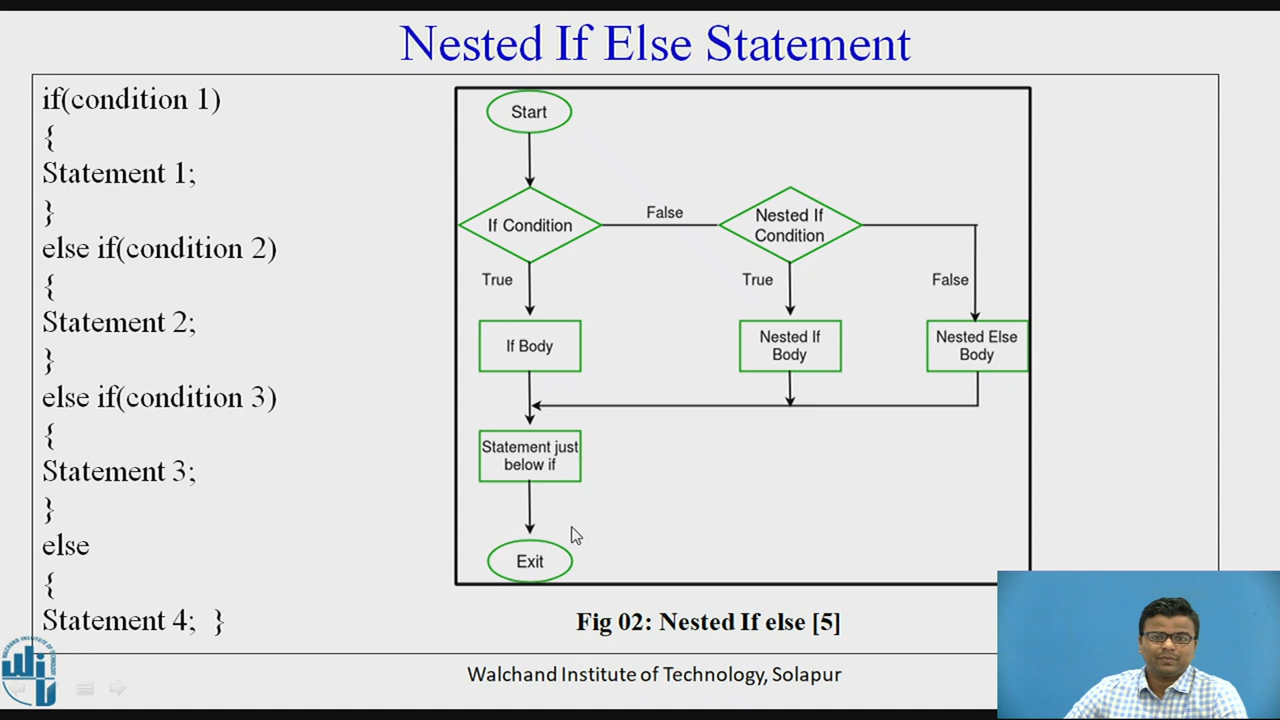 Nested If Else Statement
if(condition 1)
{
Statement 1;
}
else if(condition 2)
{
Statement 2;
}
else if(condition 3)
{
Statement 3;
}
else
{
Statement 4; }
Start
If Condition
False
Nested If
Condition
True
True
False
If Body
Nested If
Body
Nested Else
Body
Statement just
below if
Exit
Fig 02: Nested If else [5]
Walchand Institute of Technology, Solapur